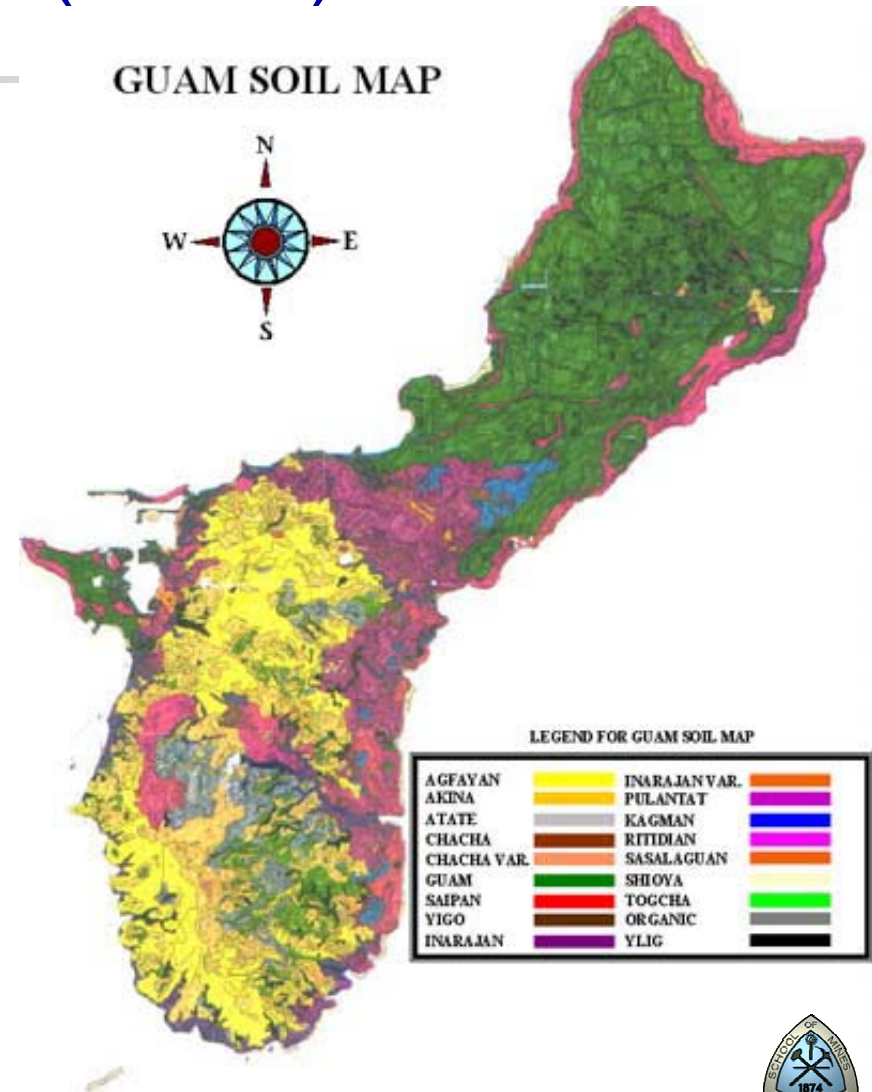 GUAM SOIL MAP
N
W E
S
LEGEND FOR GUAM SOIL MAP
AGFAYAN INARAJAN VAR.
AKINA PULANTAT
ATATE KAGMAN
CHACHA RITIDIAN
CHACHA VAR. SASALAGUAN
GUAM SHIOYA
SAIPAN TOGCHA
YIGO ORGANIC
INARAJAN YLIG
SCHOOL OF MINES
1874